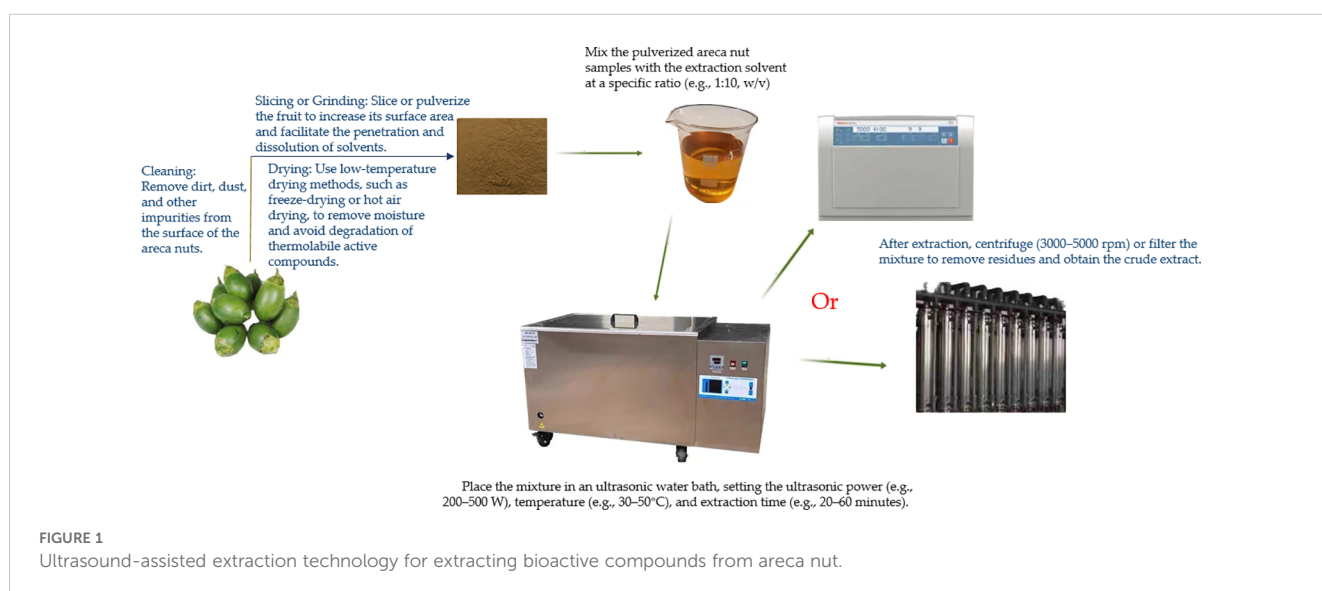 Mix the pulverized areca nut
samples with the extraction solvent
at a specific ratio (e.g., 1:10, w/v)
Slicing or Grinding: Slice or pulverize
the fruit to increase its surface area
and facilitate the penetration and
dissolution of solvents.
Cleaning:
Remove dirt, dust,
and other
impurities from
the surface of the
areca nuts.
Drying: Use low-temperature
drying methods, such as
freeze-drying or hot air
drying, to remove moisture
and avoid degradation of
thermolabile active
compounds.
After extraction, centrifuge (3000–5000 rpm) or filter the
mixture to remove residues and obtain the crude extract.
Or
Place the mixture in an ultrasonic water bath, setting the ultrasonic power (e.g.,
200–500 W), temperature (e.g., 30–50°C), and extraction time (e.g., 20–60 minutes).
FIGURE 1
Ultrasound-assisted extraction technology for extracting bioactive compounds from areca nut.